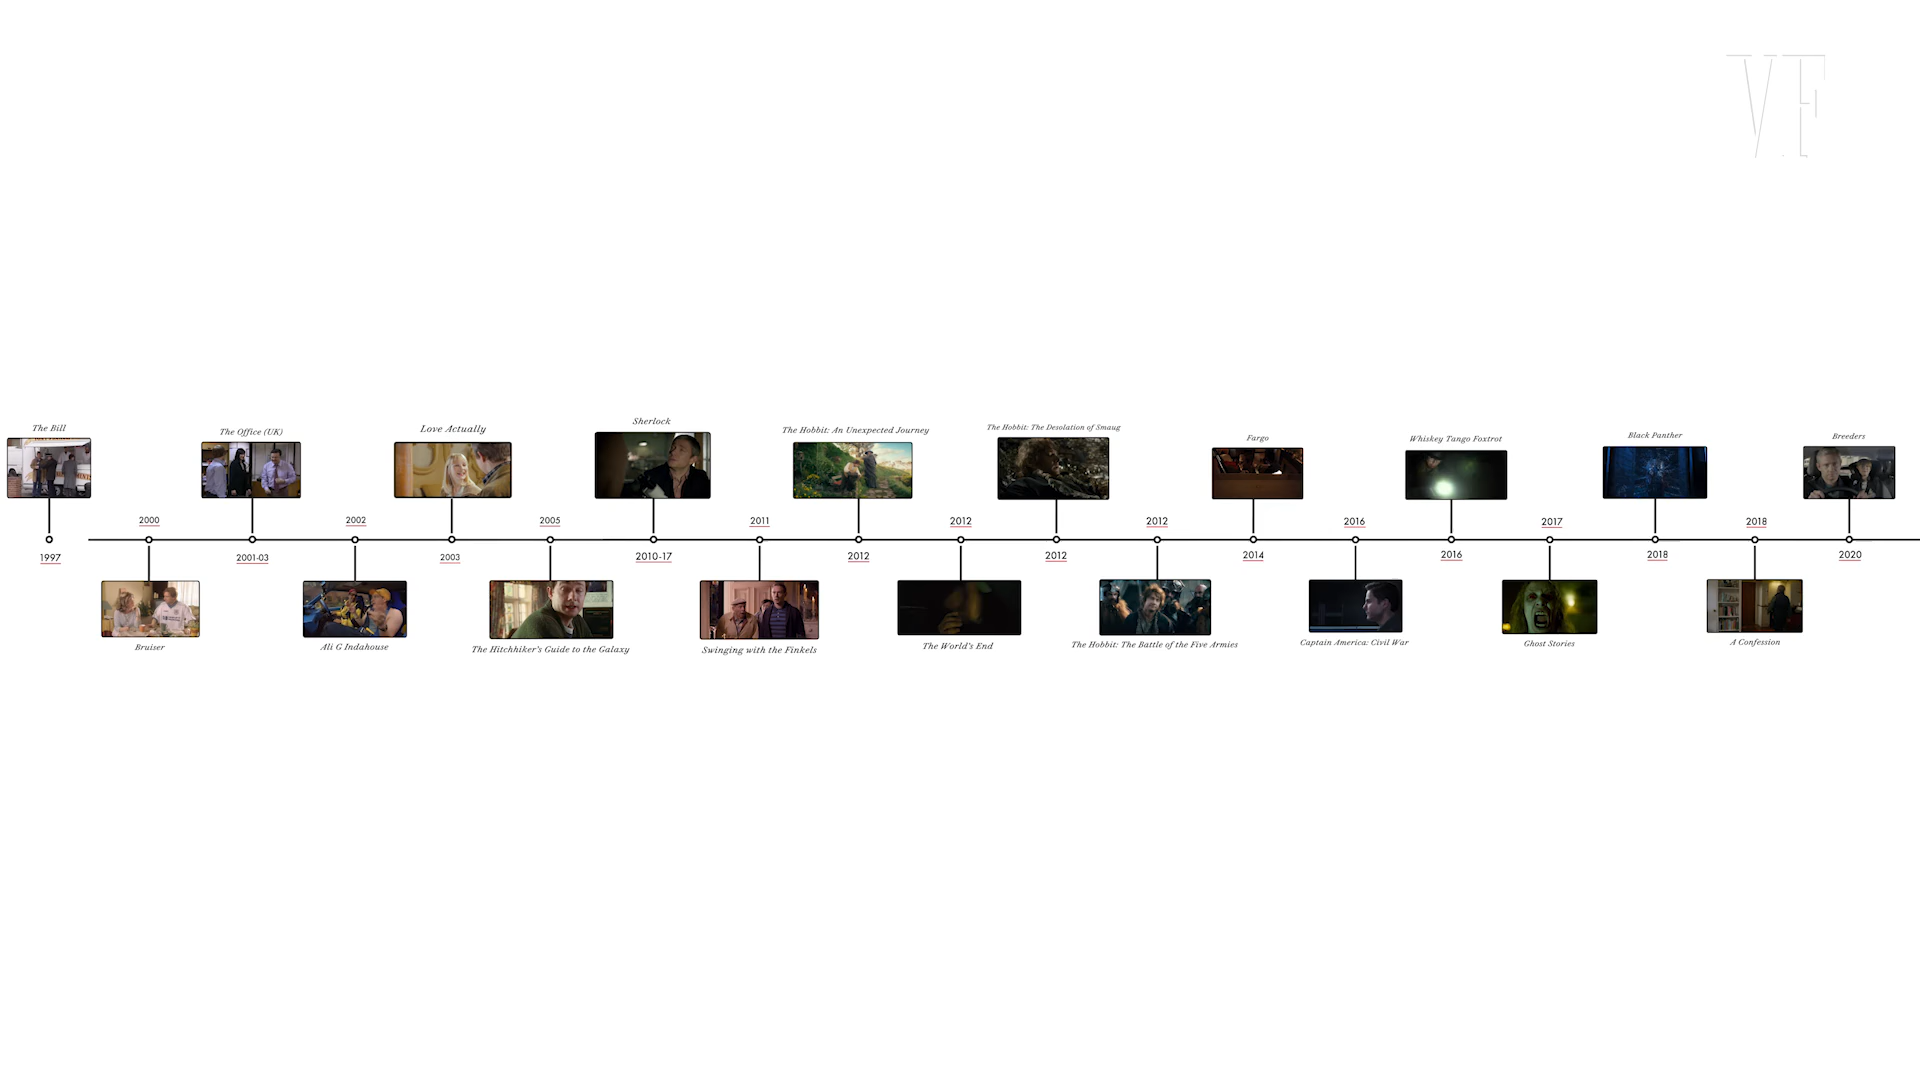 VF
The Bill
1997
2000
Bruiser
The Office (UK)
2001-03
2002
Ali G Indahouse
Love Actually
2003
2005
The Hitchhiker's Guide to the Galaxy
Sherlock
2010-17
2011
Swinging with the Finkels
The Hobbit: An Unexpected Journey
2012
2012
The World's End
The Hobbit: The Desolation of Smaug
2012
2012
The Hobbit: The Battle of the Five Armies
Fargo
2014
2016
Captain America: Civil War
Whiskey Tango Foxtrot
2016
2017
Ghost Stories
Black Panther
2018
2018
A Confession
Breeders
2020